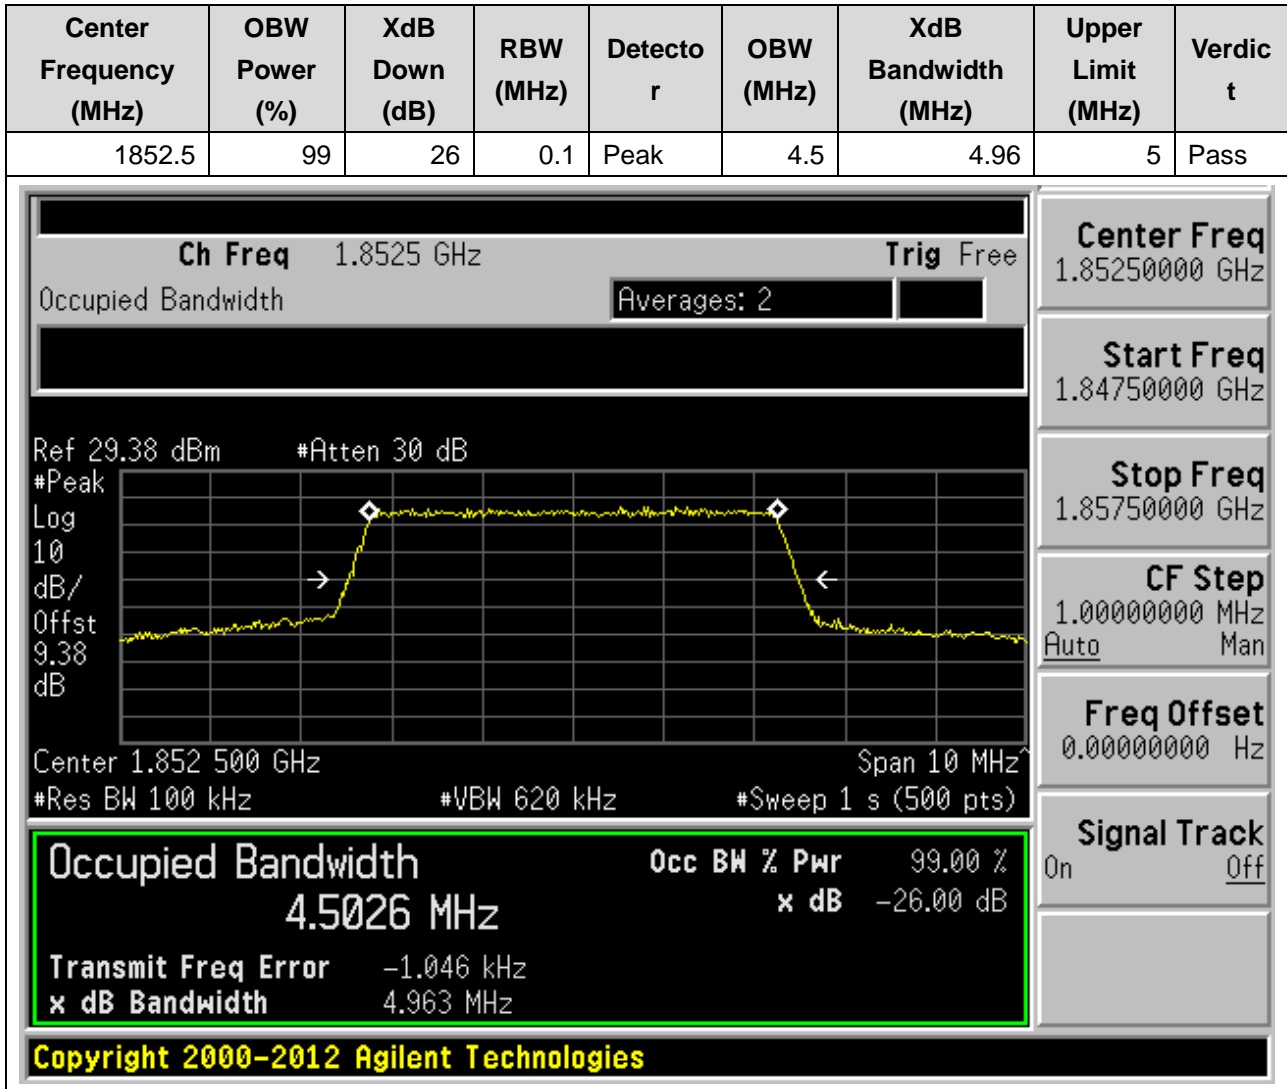 Center Frequency (MHz) OBW Power (%) XdB Down (dB) RBW (MHz) Detecto r OBW (MHz) XdB Bandwidth (MHz) Upper Limit (MHz) Verdic t
1852.5 99 26 0.1 Peak 4.5 4.96 5 Pass
Ch Freq 1.8525 GHz Trig Free
Occupied Bandwidth Averages: 2
Ref 29.38 dBm #Atten 30 dB
#Peak
Log
10
dB/
Offst
9.38
dB
Center 1.852 500 GHz Span 10 MHz^
#Res BW 100 kHz #VBW 620 kHz #Sweep 1 s (500 pts)
Occupied Bandwidth Occ BW % Pwr 99.00 %
4.5026 MHz x dB -26.00 dB
Transmit Freq Error -1.046 kHz
x dB Bandwidth 4.963 MHz
Copyright 2000-2012 Agilent Technologies
Center Freq
1.85250000 GHz
Start Freq
1.84750000 GHz
Stop Freq
1.85750000 GHz
CF Step
1.00000000 MHz
Auto Man
Freq Offset
0.00000000 Hz
Signal Track
On Off